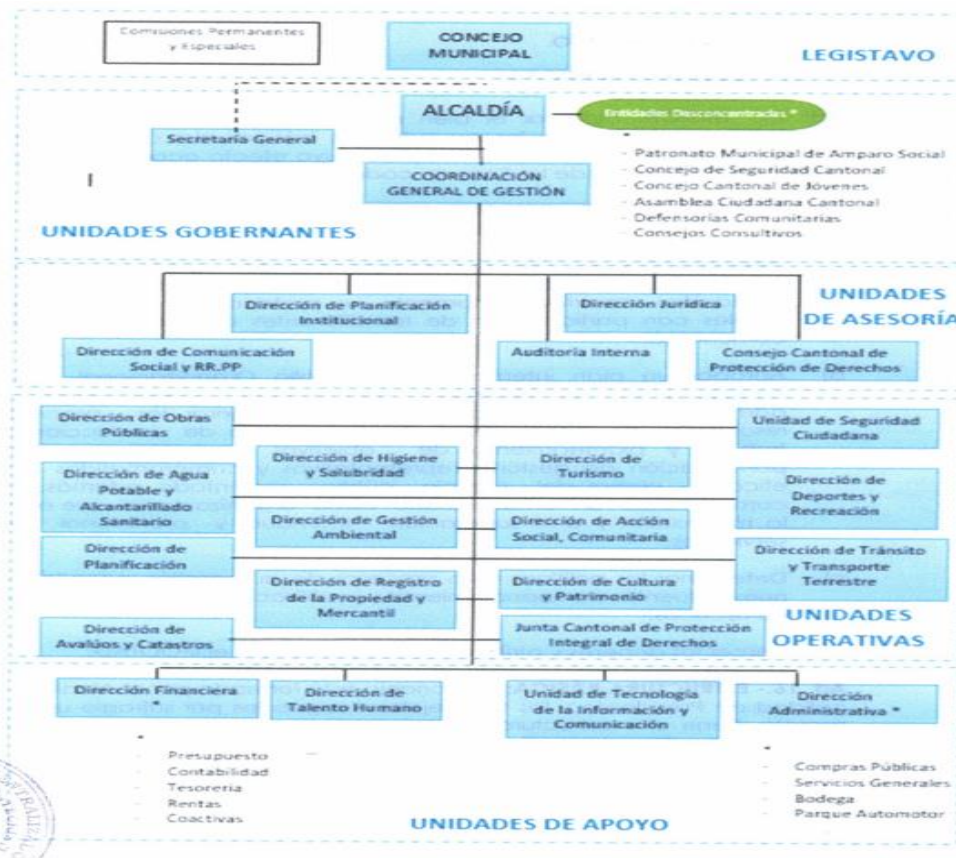 Comisiones Permanentes
y Especiales
CONCEJO
MUNICIPAL
LEGISTAVO
ALCALDÍA
Entidades Desconcentradas *
Secretaría General
COORDINACIÓN
GENERAL DE GESTIÓN
*
- Patronato Municipal de Amparo Social
- Concejo de Seguridad Cantonal
- Concejo Cantonal de Jóvenes
- Asamblea Ciudadana Cantonal
- Defensorías Comunitarias
- Consejos Consultivos
UNIDADES GOBERNANTES
UNIDADES
DE ASESORÍA
Dirección de Planificación
Institucional
Dirección Jurídica
Dirección de Comunicación
Social y RR.PP
Auditoría Interna
Consejo Cantonal de
Protección de Derechos
Dirección de Obras
Públicas
Unidad de Seguridad
Ciudadana
Dirección de Higiene
y Salubridad
Dirección de
Turismo
Dirección de Agua
Potable y
Alcantarillado
Sanitario
Dirección de
Deportes y
Recreación
Dirección de Gestión
Ambiental
Dirección de Acción
Social, Comunitaria
Dirección de
Planificación
Dirección de Tránsito
y Transporte
Terrestre
Dirección de Registro
de la Propiedad y
Mercantil
Dirección de Cultura
y Patrimonio
UNIDADES
OPERATIVAS
Dirección de
Avalúos y Catastros
Junta Cantonal de Protección
Integral de Derechos
Dirección Financiera
*
Dirección de
Talento Humano
Unidad de Tecnología
de la Información y
Comunicación
Dirección
Administrativa *
*
- Presupuesto
- Contabilidad
- Tesorería
- Rentas
- Coactivas
*
- Compras Públicas
- Servicios Generales
- Bodega
- Parque Automotor
UNIDADES DE APOYO